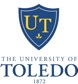 UT
THE UNIVERSITY OF
TOLEDO
1872